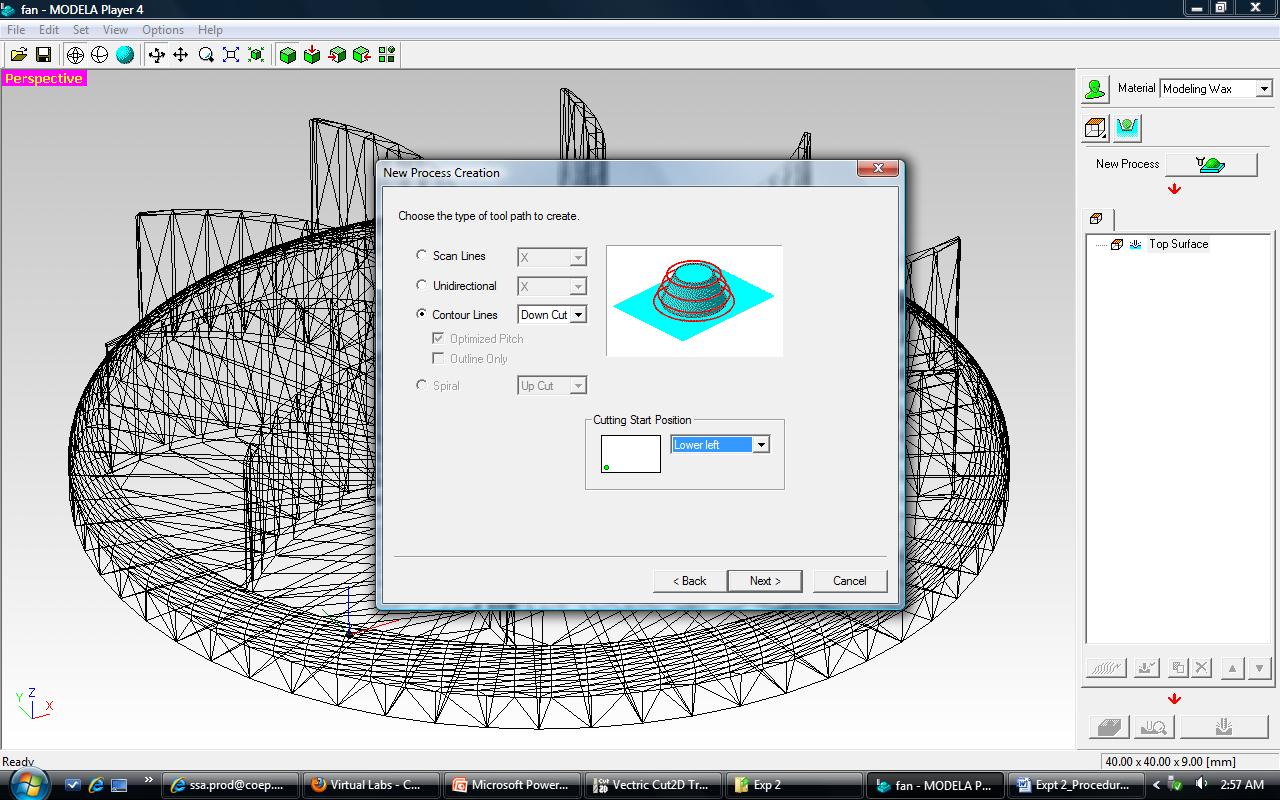 fan - MODELA Player 4
File Edit Set View Options Help
Perspective
Material Modeling Wax
New Process
Top Surface
New Process Creation
Choose the type of tool path to create.
Scan Lines X
Unidirectional X
Contour Lines Down Cut
Optimized Pitch
Outline Only
Spiral Up Cut
Cutting Start Position
Lower left
< Back Next > Cancel
Y Z X
Ready 40.00 x 40.00 x 9.00 [mm]
ssa.prod@coep.... Virtual Labs - C... Microsoft Power... Vectric Cut2D Tr... Exp 2 fan - MODELA P... Expt 2_Procedur... 2:57 AM